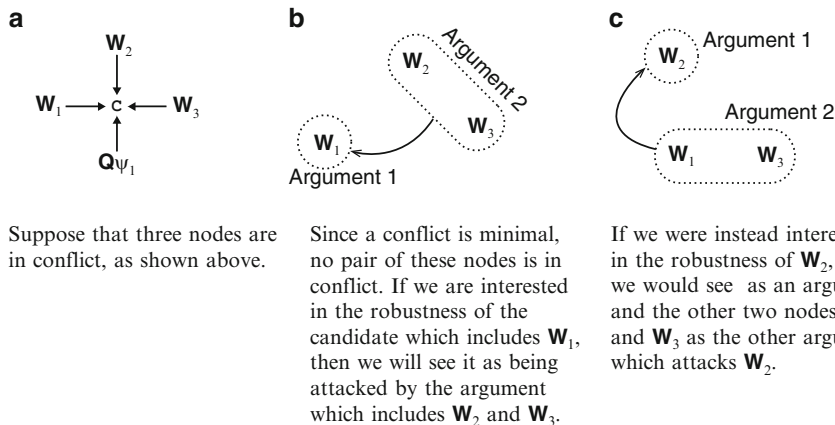 a
W2
W1
C
W3
Qψ1
Suppose that three nodes are
in conflict, as shown above.
b
Argument 2
W2
W3
W1
Argument 1
Since a conflict is minimal,
no pair of these nodes is in
conflict. If we are interested
in the robustness of the
candidate which includes W1,
then we will see it as being
attacked by the argument
which includes W2 and W3.
c
Argument 1
W2
Argument 2
W1
W3
If we were instead intere
in the robustness of W2,
we would see as an argu
and the other two nodes
and W3 as the other argu
which attacks W2.